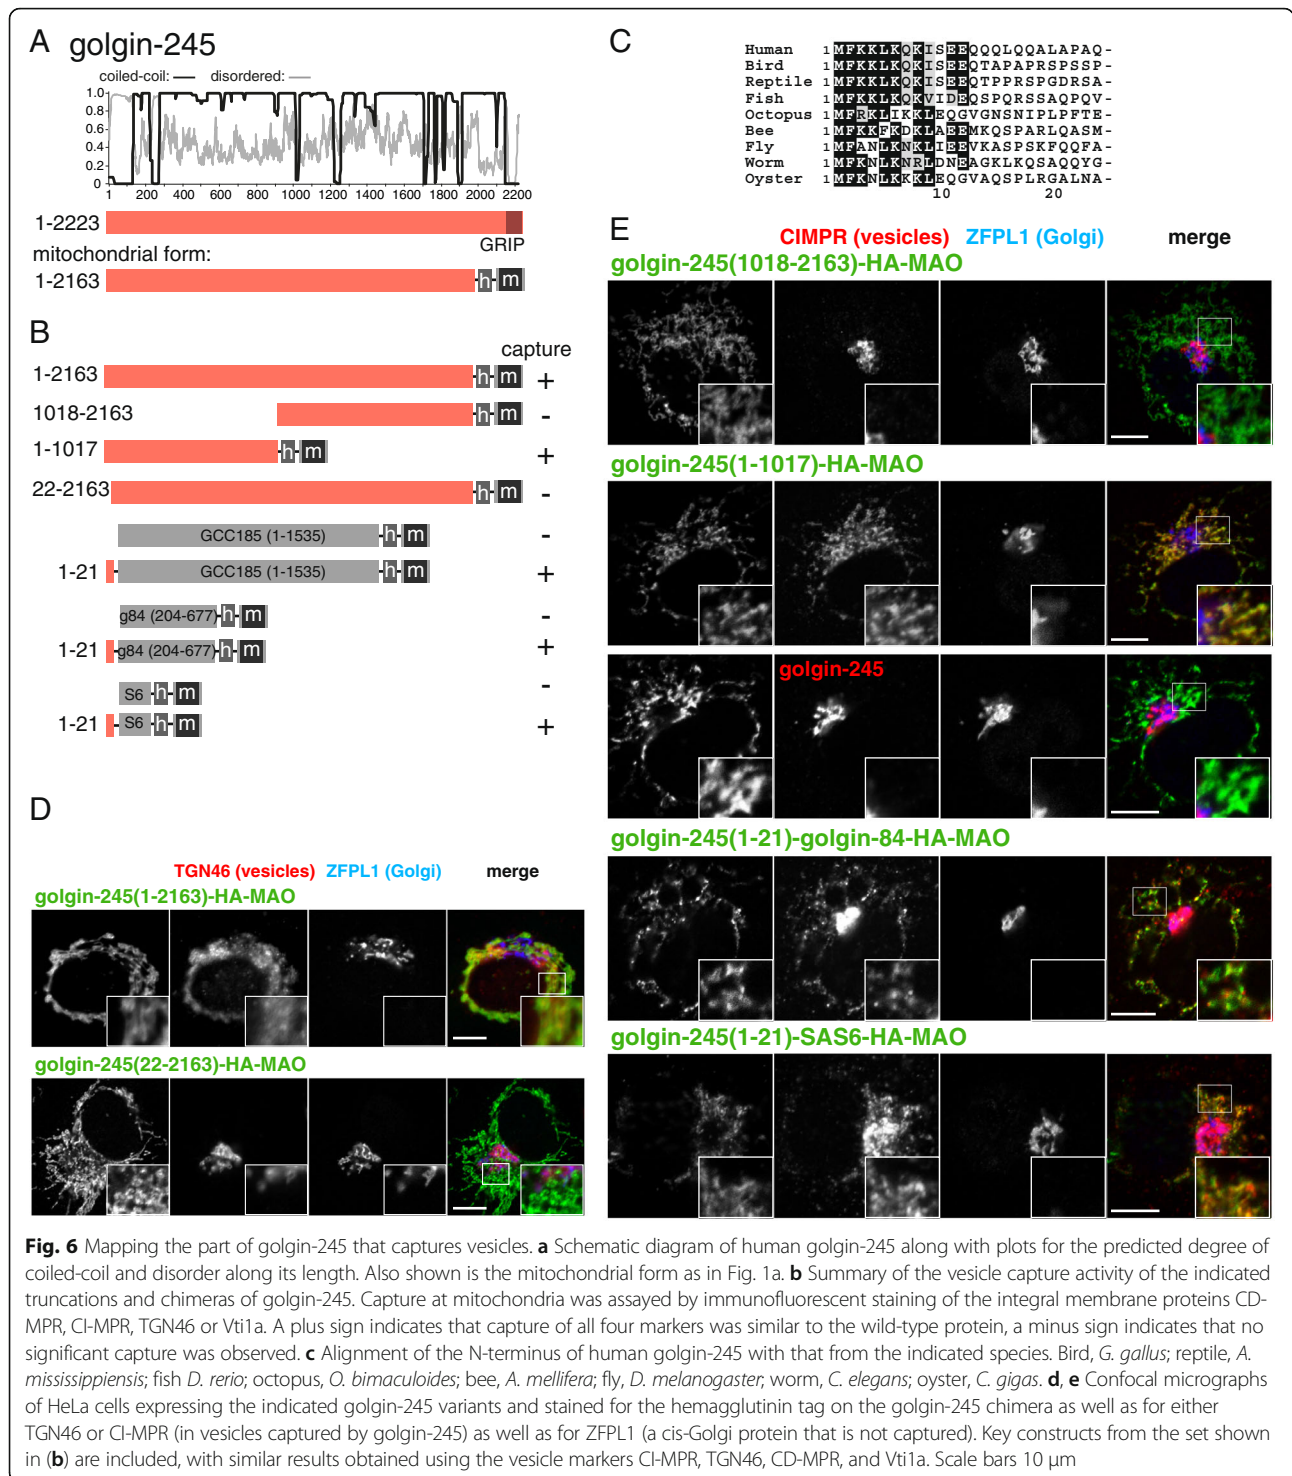 A golgin-245
coiled-coil: disordered:
1.0
0.8
0.6
0.4
0.2
0
1 200 400 600 800 1000 1200 1400 1600 1800 2000 2200
1-2223
GRIP
mitochondrial form:
1-2163 h m
B
capture
1-2163 h m +
1018-2163 h m -
1-1017 h m +
22-2163 h m -
GCC185 (1-1535) h m -
1-21 GCC185 (1-1535) h m +
g84 (204-677) h m -
1-21 g84 (204-677) h m +
S6 h m -
1-21 S6 h m +
C
Human 1 MFKKLKQKISEEQQQLQQALAPAQ-
Bird 1 MFKKLKQKISEEQTAPAPRSPSSP-
Reptile 1 MFKKLKQKISEEQTPPRSPGDRSA-
Fish 1 MFKKLKQKVIDEQSPQRSSAQPQV-
Octopus 1 MFRKLIKKLEQGVGNSNIPLPFTE-
Bee 1 MFKKFKDKLAEEMKQSPARLQASM-
Fly 1 MFANLKNKLIEEVKASPSKFQQFA-
Worm 1 MFKNLKNRLDNEAGKLKQSAQQYG-
Oyster 1 MFKNLKKKLEQGVAQSPLRGALNA-
10 20
D
TGN46 (vesicles) ZFPL1 (Golgi) merge
golgin-245(1-2163)-HA-MAO
golgin-245(22-2163)-HA-MAO
E
CIMPR (vesicles) ZFPL1 (Golgi) merge
golgin-245(1018-2163)-HA-MAO
golgin-245(1-1017)-HA-MAO
golgin-245
golgin-245(1-21)-golgin-84-HA-MAO
golgin-245(1-21)-SAS6-HA-MAO
Fig. 6 Mapping the part of golgin-245 that captures vesicles. a Schematic diagram of human golgin-245 along with plots for the predicted degree of
coiled-coil and disorder along its length. Also shown is the mitochondrial form as in Fig. 1a. b Summary of the vesicle capture activity of the indicated
truncations and chimeras of golgin-245. Capture at mitochondria was assayed by immunofluorescent staining of the integral membrane proteins CD-
MPR, CI-MPR, TGN46 or Vti1a. A plus sign indicates that capture of all four markers was similar to the wild-type protein, a minus sign indicates that no
significant capture was observed. c Alignment of the N-terminus of human golgin-245 with that from the indicated species. Bird, G. gallus; reptile, A.
mississippiensis; fish D. rerio; octopus, O. bimaculoides; bee, A. mellifera; fly, D. melanogaster; worm, C. elegans; oyster, C. gigas. d, e Confocal micrographs
of HeLa cells expressing the indicated golgin-245 variants and stained for the hemagglutinin tag on the golgin-245 chimera as well as for either
TGN46 or CI-MPR (in vesicles captured by golgin-245) as well as for ZFPL1 (a cis-Golgi protein that is not captured). Key constructs from the set shown
in (b) are included, with similar results obtained using the vesicle markers CI-MPR, TGN46, CD-MPR, and Vti1a. Scale bars 10 μm